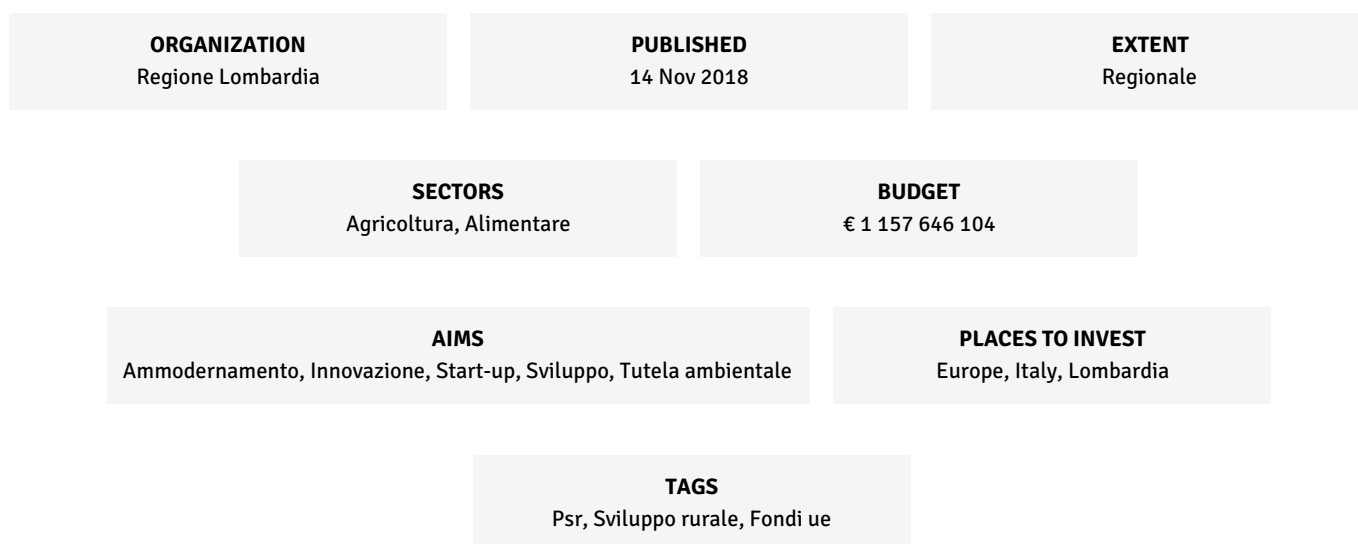 ORGANIZATION
Regione Lombardia
PUBLISHED
14 Nov 2018
EXTENT
Regionale
SECTORS
Agricoltura, Alimentare
BUDGET
€ 1 157 646 104
AIMS
Ammodernamento, Innovazione, Start-up, Sviluppo, Tutela ambientale
PLACES TO INVEST
Europe, Italy, Lombardia
TAGS
Psr, Sviluppo rurale, Fondi ue